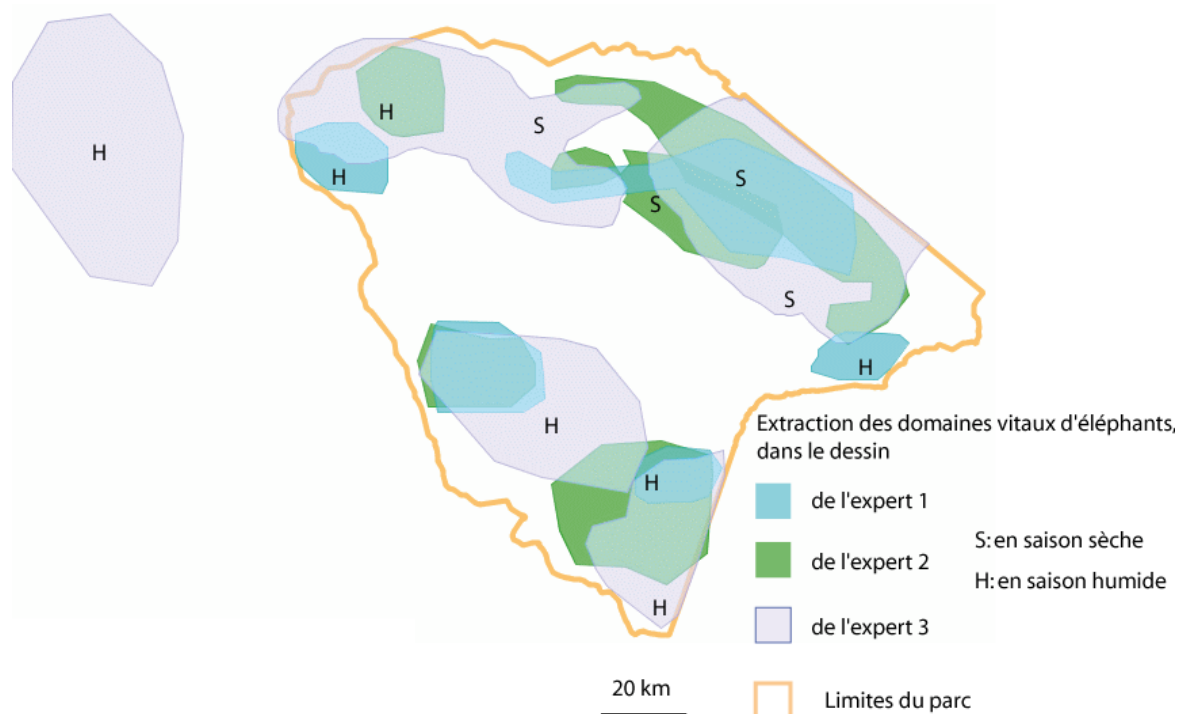 H
S
H
H
S
S
S
H
H
H
H
Extraction des domaines vitaux d'éléphants,
dans le dessin
de l'expert 1
de l'expert 2
de l'expert 3
S: en saison sèche
H: en saison humide
20 km
Limites du parc